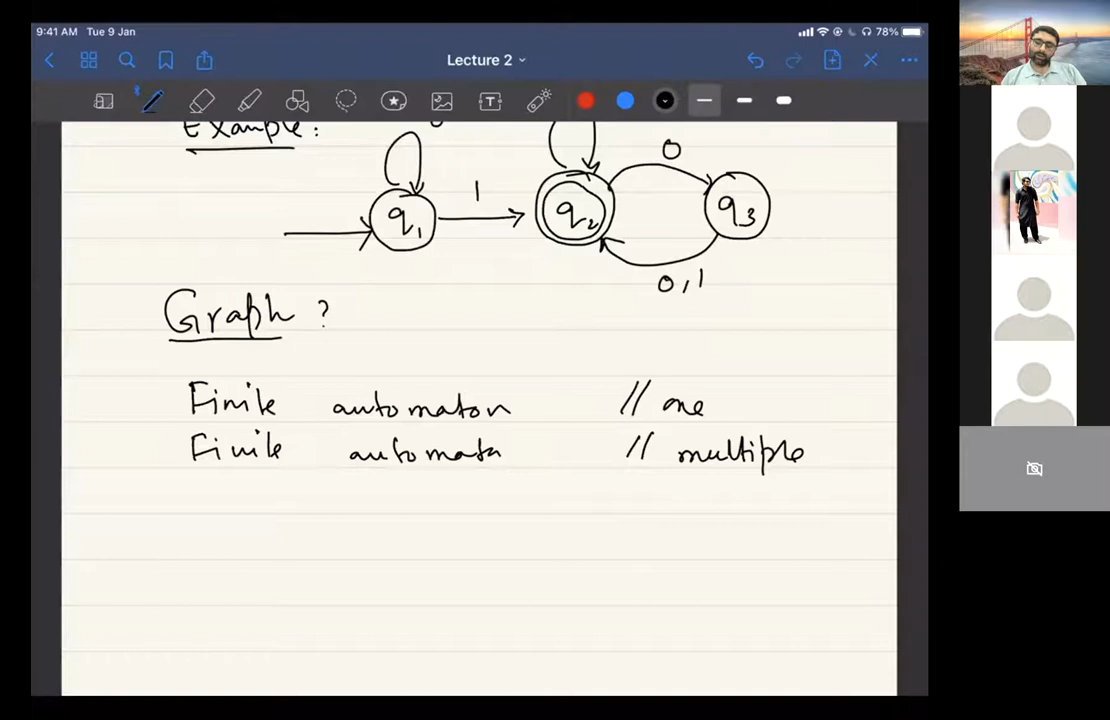 9:41 AM Tue 9 Jan
78%
Lecture 2
T
Example:
0
1
0
q1
q2
q3
0,1
Graph ?
Finite automaton // one
Finite automata // multiple